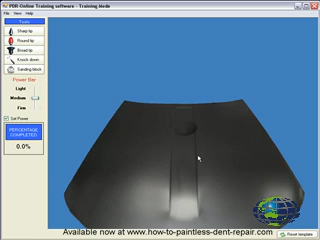 PDR-Online Training software - Training Mode
File View Help
Tools
Sharp tip
Round tip
Broad tip
Knock down
Sanding block
Power Bar
Light
Medium
Firm
Set Power
PERCENTAGE
COMPLETED
0.0%
Reset template
Available now at www.how-to-paintless-dent-repair.com